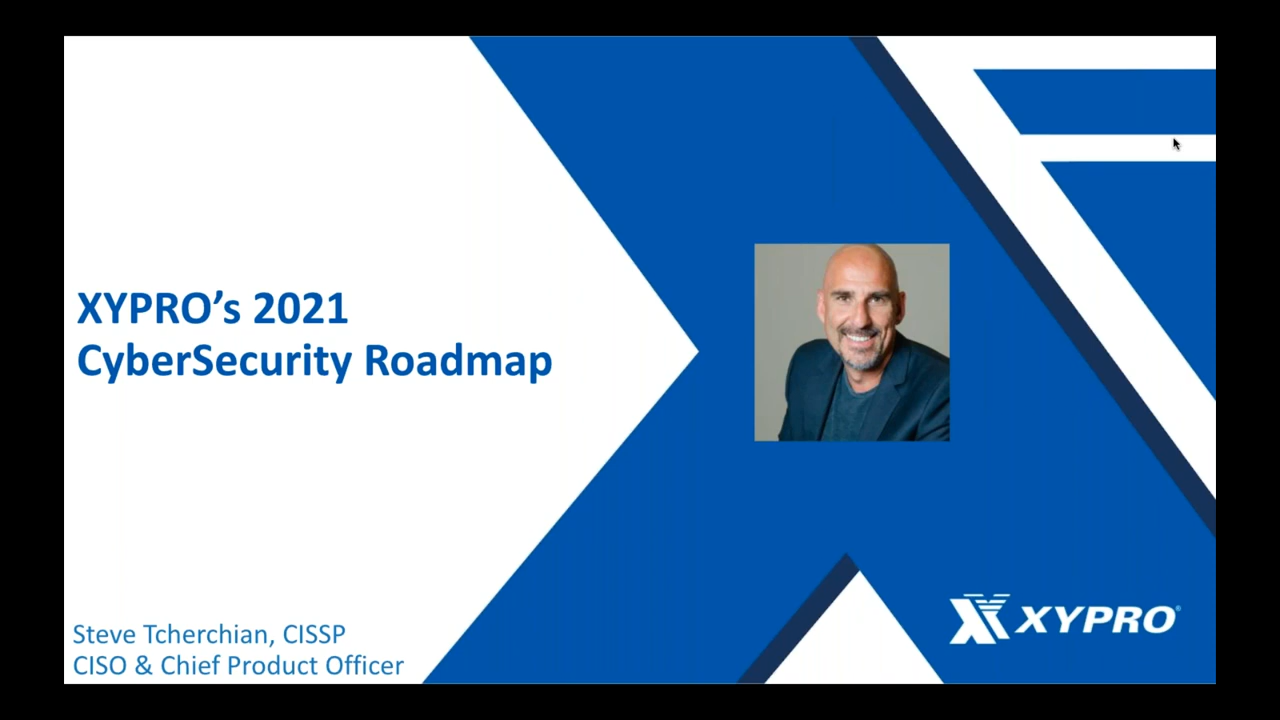 XYPRO’s 2021
CyberSecurity Roadmap
Steve Tcherchian, CISSP
CISO & Chief Product Officer
XYPRO®